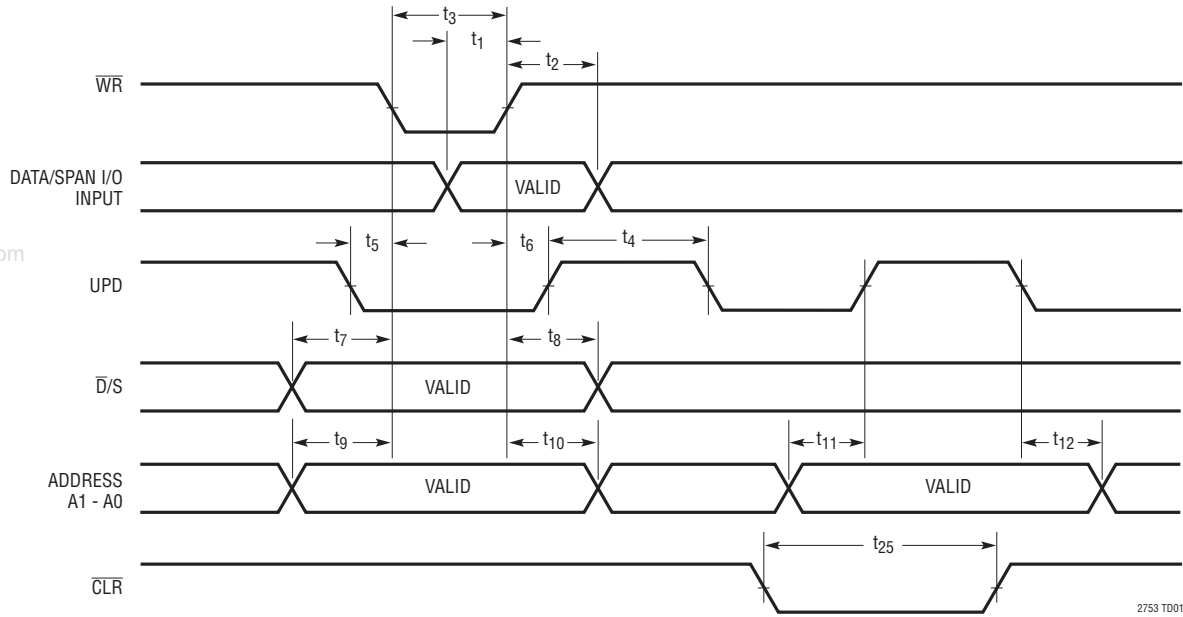 t3
t1
t2
WR
DATA/SPAN I/O
INPUT
VALID
om
t5
t6
t4
UPD
t7
t8
D/S
VALID
t9
t10
t11
t12
ADDRESS
A1 - A0
VALID
VALID
t25
CLR
2753 TD01